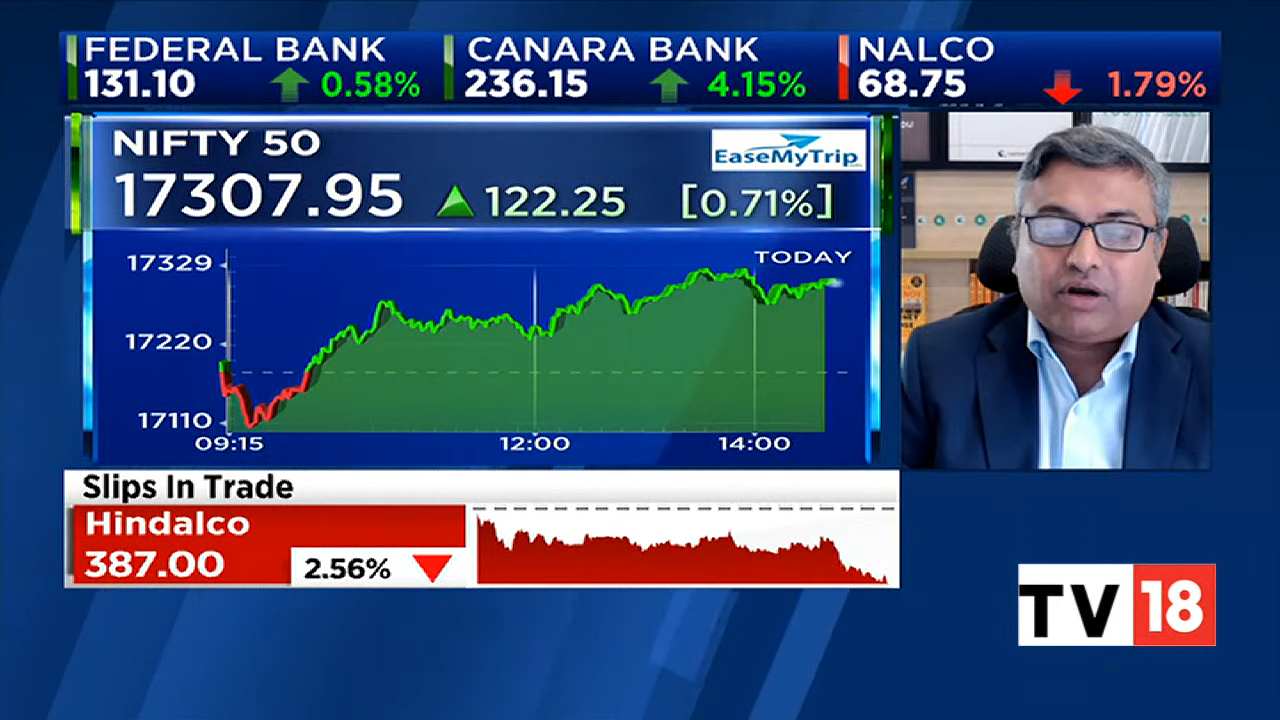 FEDERAL BANK
131.10 0.58%
CANARA BANK
236.15 4.15%
NALCO
68.75 1.79%
NIFTY 50
EaseMyTrip
17307.95 122.25 [0.71%]
TODAY
17329
17220
17110
09:15 12:00 14:00
Slips In Trade
Hindalco
387.00 2.56%
TV18